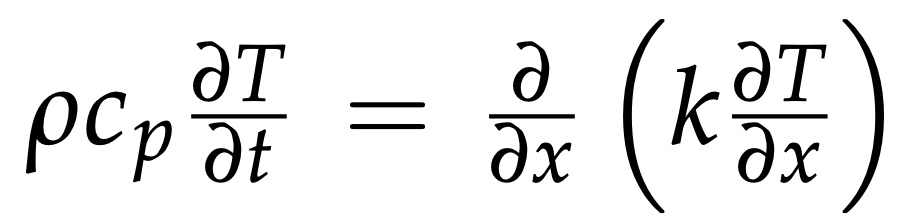 ρc_p ∂T/∂t = ∂/∂x (k ∂T/∂x)